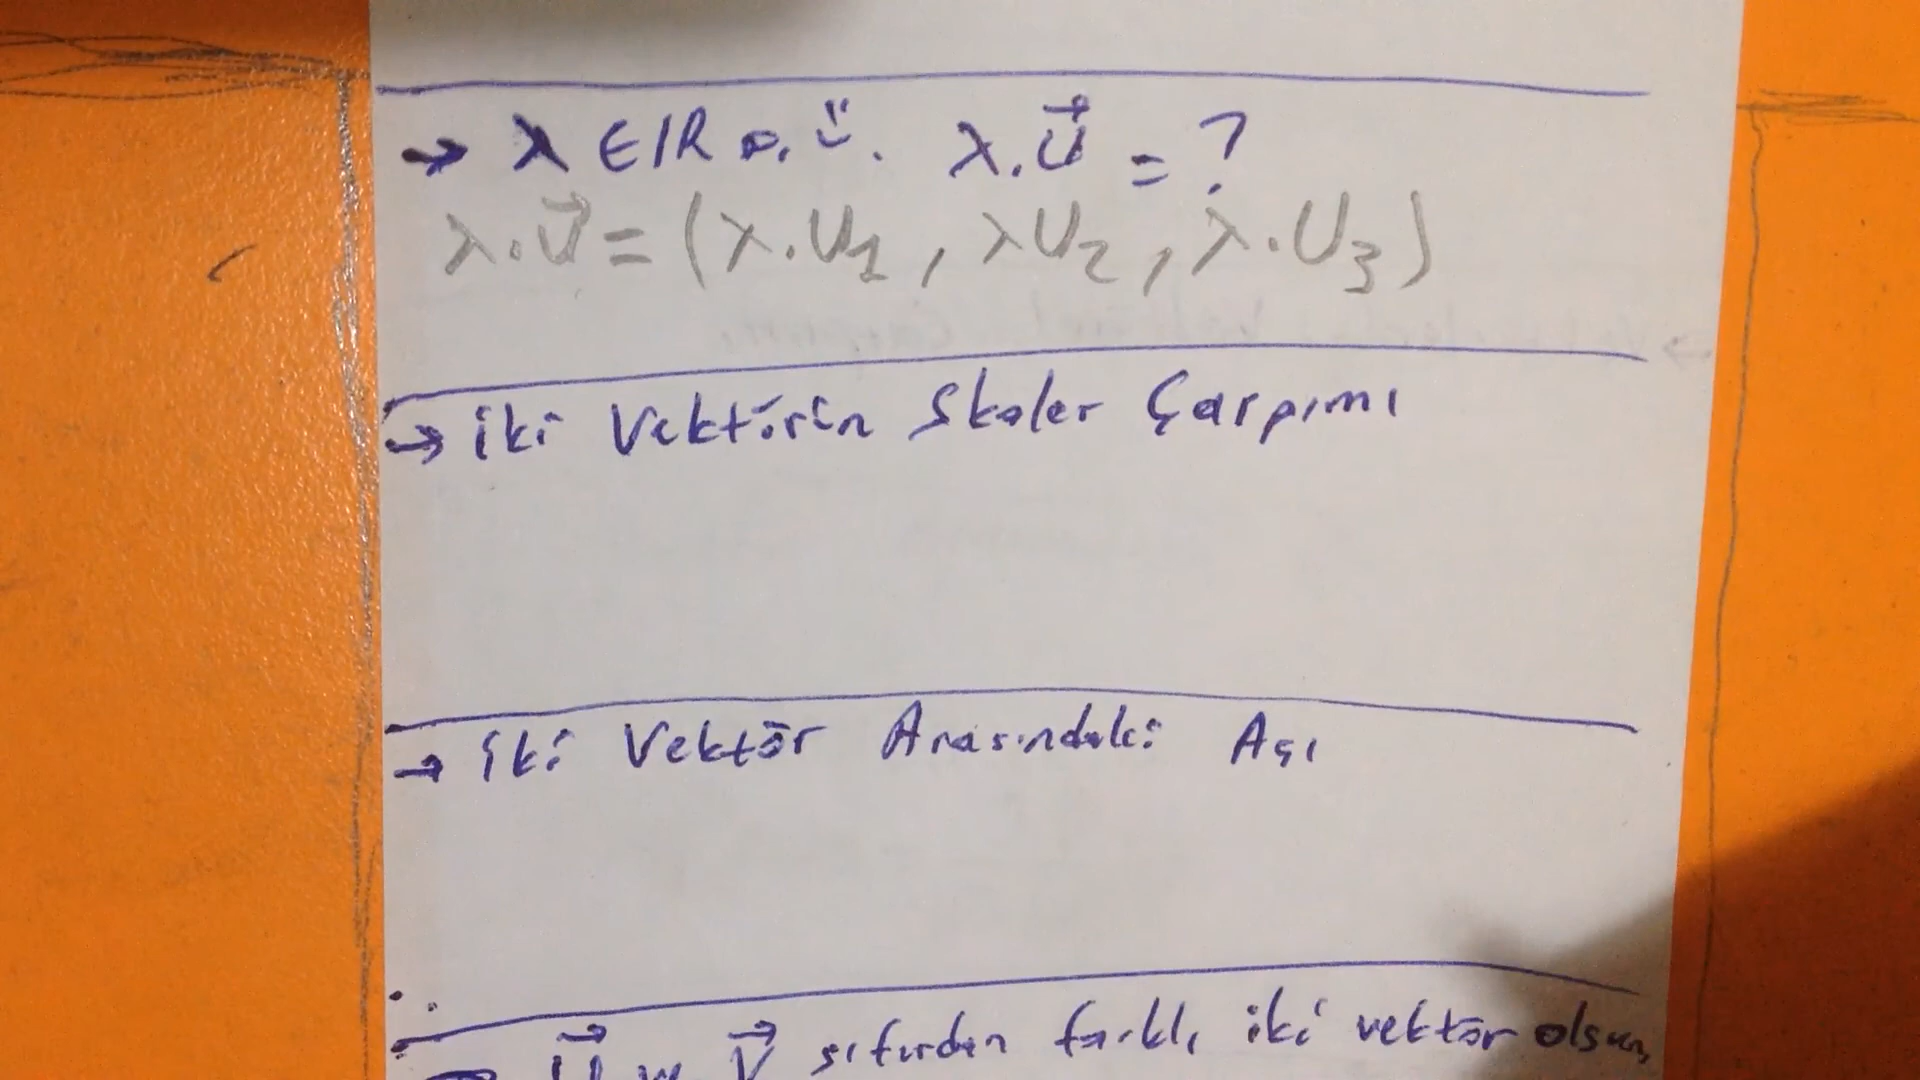 → λ ∈ IR o.ü. λ.u⃗ = ?
λ.u⃗ = (λ.u₁, λu₂, λ.u₃)
→ iki Vektörün Skaler Çarpımı
→ iki Vektör Arasındaki Açı
→ u⃗ ve v⃗ sıfırdan farklı iki vektör olsun,